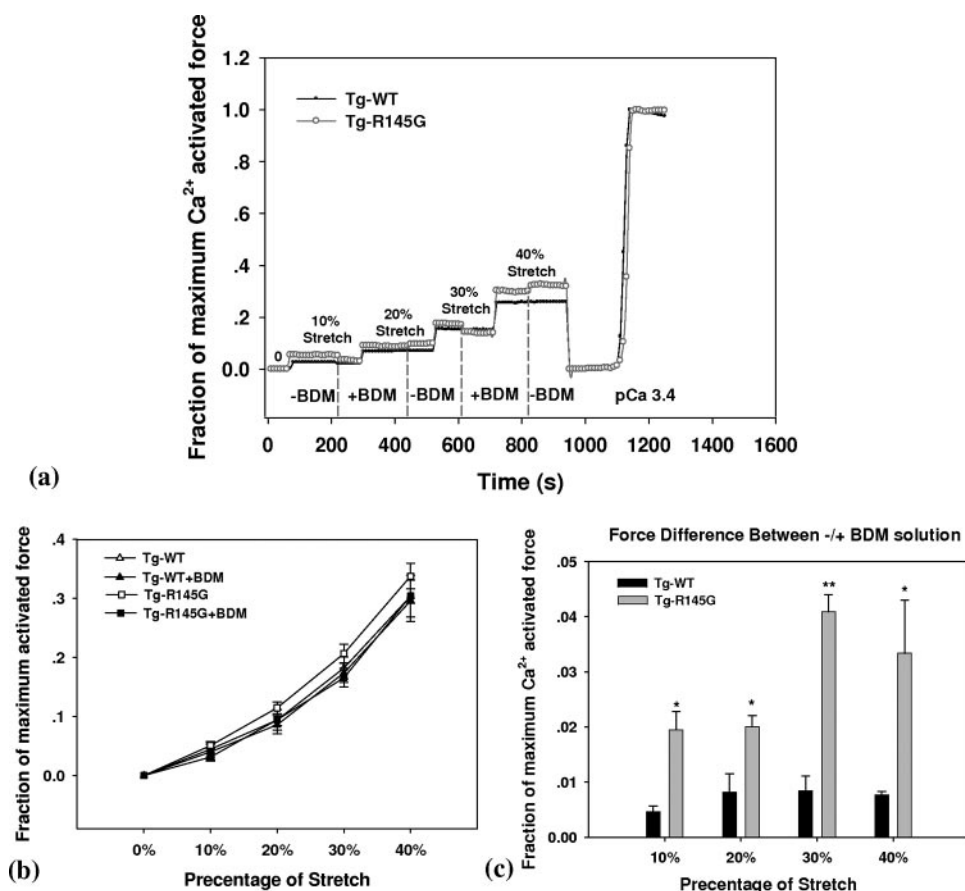 Fraction of maximum Ca2+ activated force
1.2
1.0
.8
.6
.4
.2
0.0
Tg-WT
Tg-R145G
0
10%
Stretch
20%
Stretch
30%
Stretch
40%
Stretch
-BDM
+BDM
-BDM
+BDM
-BDM
pCa 3.4
0 200 400 600 800 1000 1200 1400 1600
Time (s)
(a)
Fraction of maximum activated force
.4
.3
.2
.1
0.0
Tg-WT
Tg-WT+BDM
Tg-R145G
Tg-R145G+BDM
0% 10% 20% 30% 40%
Precentage of Stretch
(b)
Force Difference Between -/+ BDM solution
Fraction of maximum Ca2+ activated force
.05
.04
.03
.02
.01
0.00
Tg-WT
Tg-R145G
*
*
**
*
10% 20% 30% 40%
Precentage of Stretch
(c)